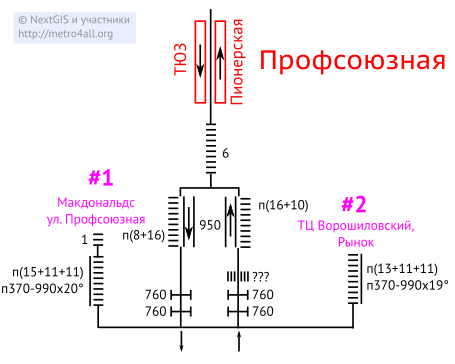 © NextGIS и участники
http://metro4all.org
ТЮЗ
Пионерская
Профсоюзная
6
#1
Макдональдс
ул. Профсоюзная
#2
ТЦ Ворошиловский,
Рынок
п(16+10)
950
п(8+16)
1
п(15+11+11)
п370-990х20°
п(13+11+11)
п370-990х19°
???
760
760
760
760